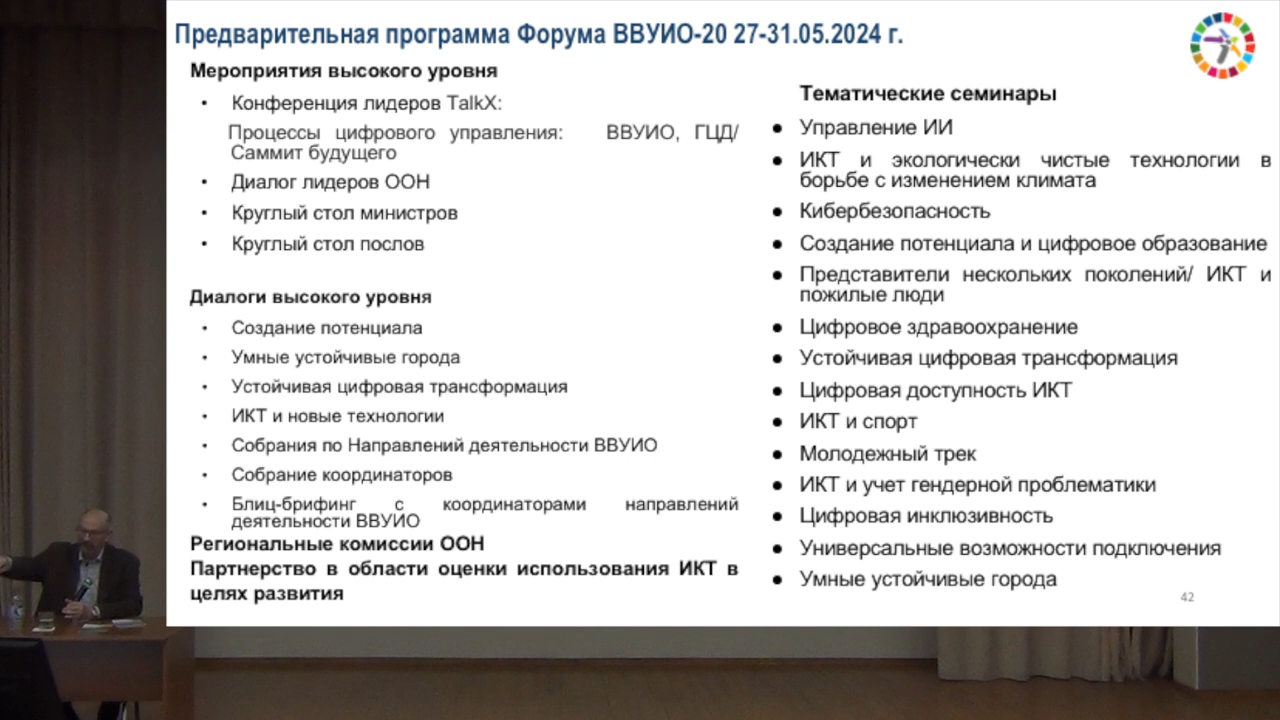 Предварительная программа Форума ВВУИО-20 27-31.05.2024 г.
Мероприятия высокого уровня
• Конференция лидеров TalkX:
Процессы цифрового управления: ВВУИО, ГЦД/
Саммит будущего
• Диалог лидеров ООН
• Круглый стол министров
• Круглый стол послов
Диалоги высокого уровня
• Создание потенциала
• Умные устойчивые города
• Устойчивая цифровая трансформация
• ИКТ и новые технологии
• Собрания по Направлений деятельности ВВУИО
• Собрание координаторов
• Блиц-брифинг с координаторами направлений
деятельности ВВУИО
Региональные комиссии ООН
Партнерство в области оценки использования ИКТ в
целях развития
Тематические семинары
● Управление ИИ
● ИКТ и экологически чистые технологии в
борьбе с изменением климата
● Кибербезопасность
● Создание потенциала и цифровое образование
● Представители нескольких поколений/ ИКТ и
пожилые люди
● Цифровое здравоохранение
● Устойчивая цифровая трансформация
● Цифровая доступность ИКТ
● ИКТ и спорт
● Молодежный трек
● ИКТ и учет гендерной проблематики
● Цифровая инклюзивность
● Универсальные возможности подключения
● Умные устойчивые города
42